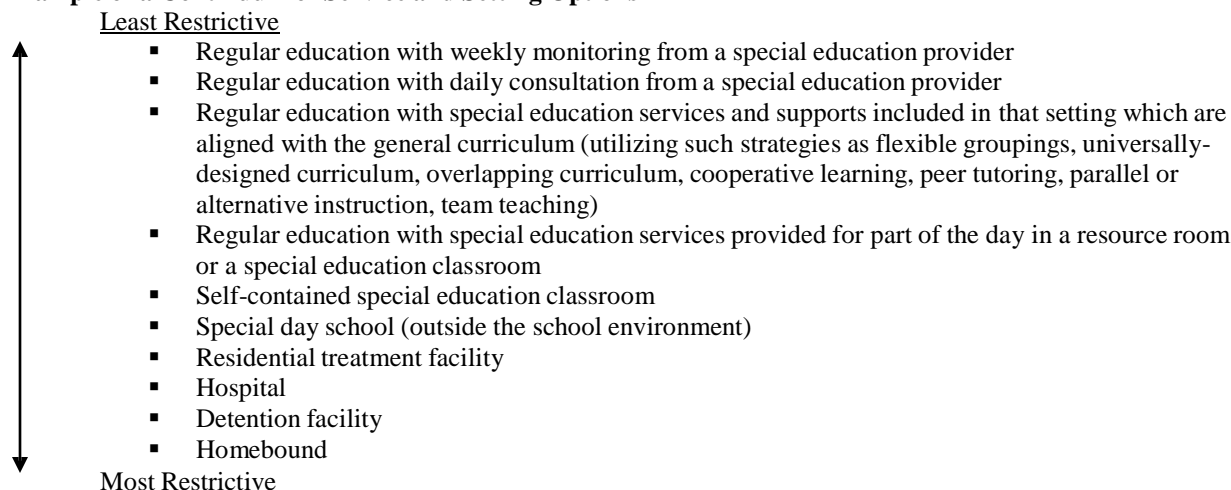 Least Restrictive
▪ Regular education with weekly monitoring from a special education provider
▪ Regular education with daily consultation from a special education provider
▪ Regular education with special education services and supports included in that setting which are
aligned with the general curriculum (utilizing such strategies as flexible groupings, universally-
designed curriculum, overlapping curriculum, cooperative learning, peer tutoring, parallel or
alternative instruction, team teaching)
▪ Regular education with special education services provided for part of the day in a resource room
or a special education classroom
▪ Self-contained special education classroom
▪ Special day school (outside the school environment)
▪ Residential treatment facility
▪ Hospital
▪ Detention facility
▪ Homebound
Most Restrictive